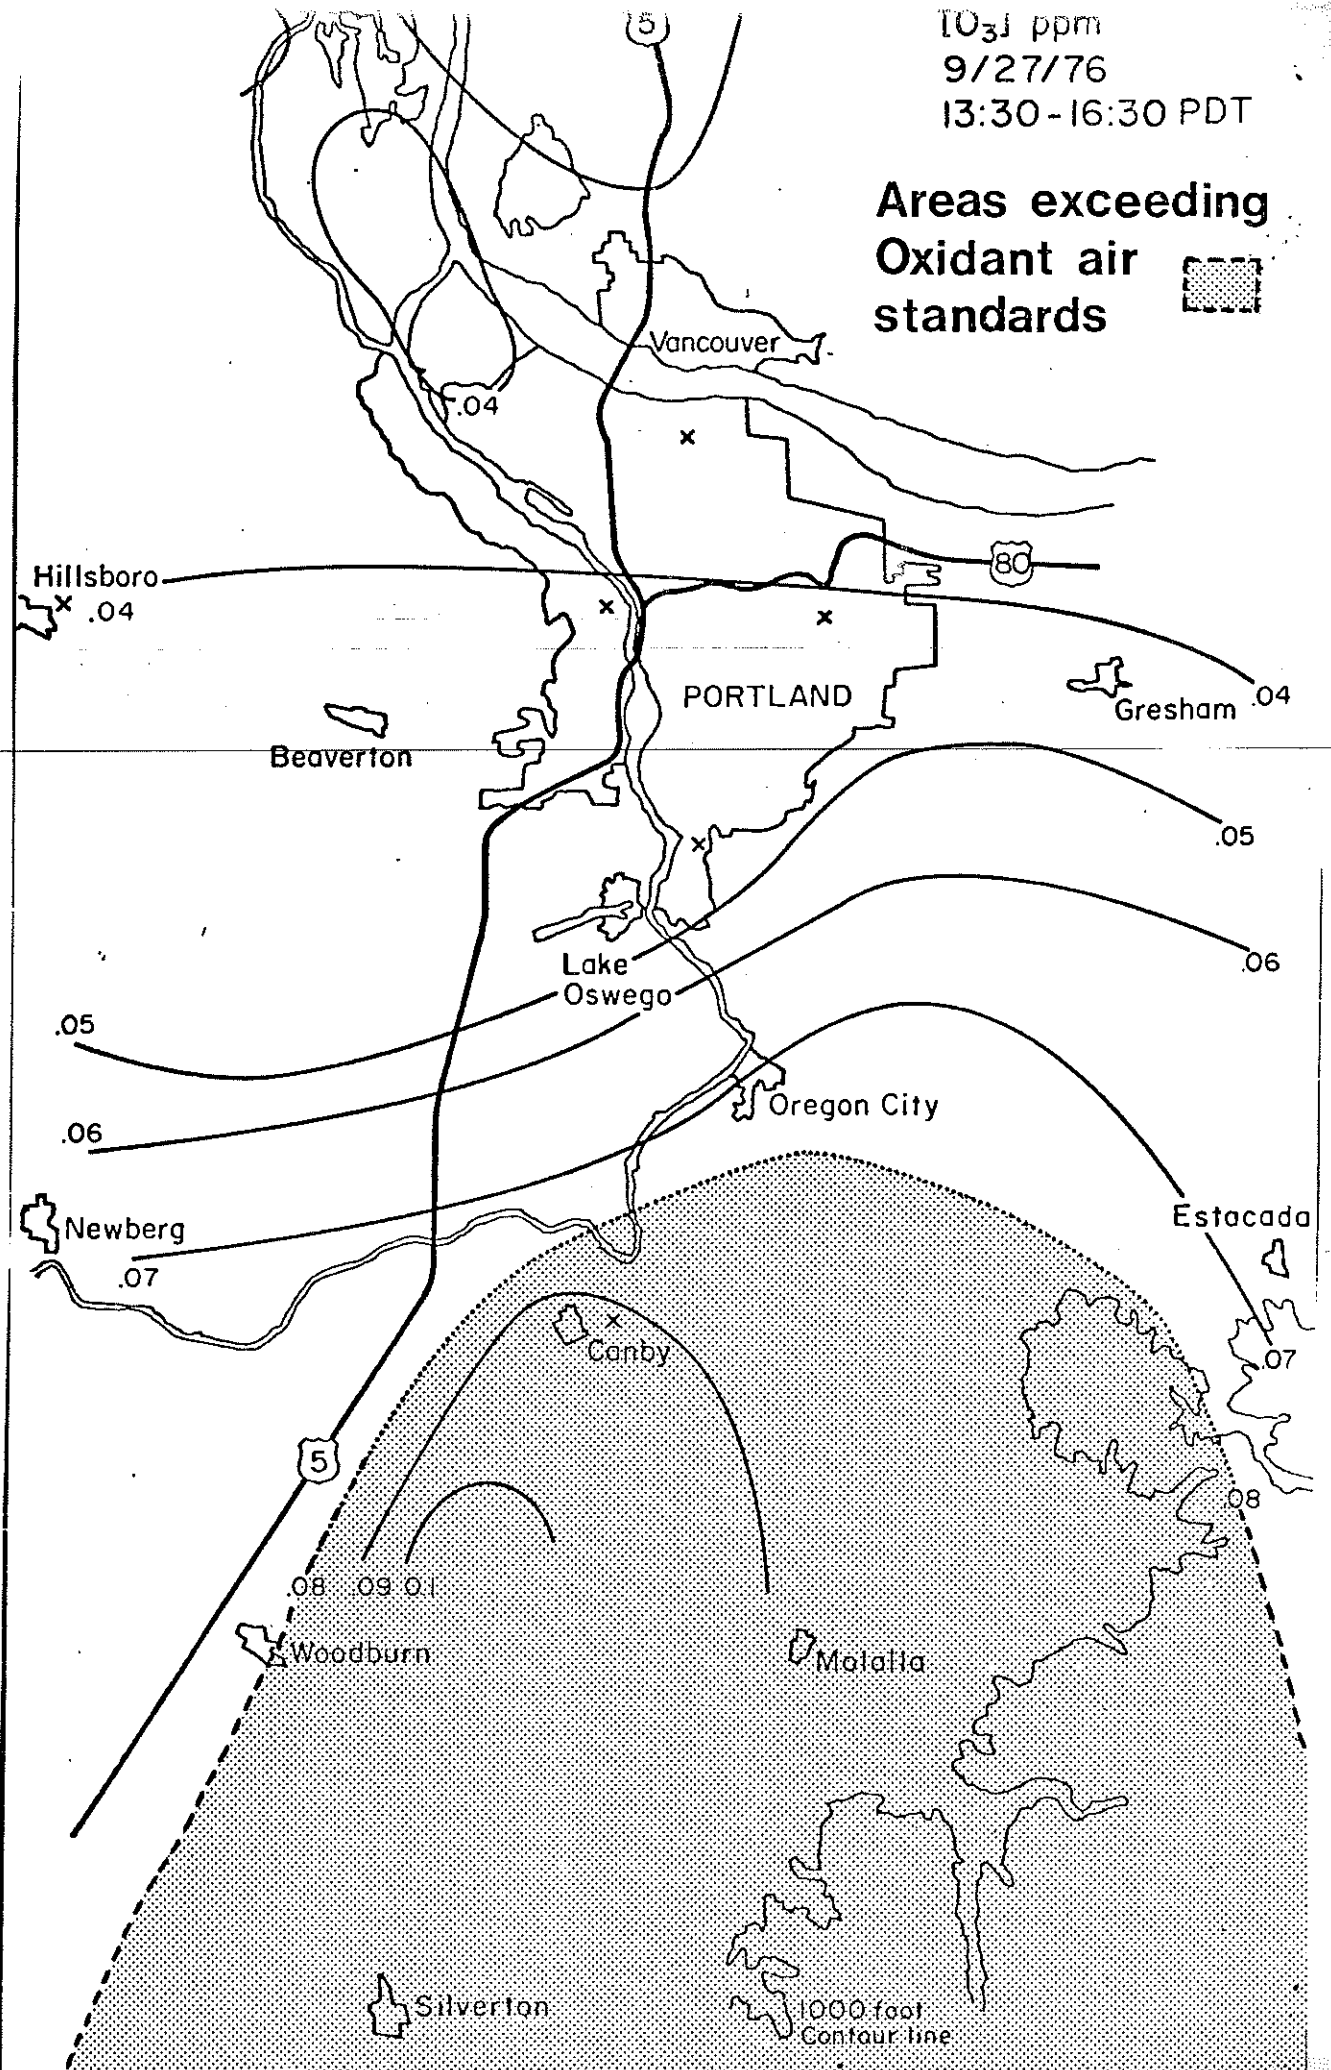 5
[O3] ppm
9/27/76
13:30-16:30 PDT
Areas exceeding
Oxidant air
standards
Vancouver
.04
80
Hillsboro
.04
PORTLAND
Gresham
.04
Beaverton
.05
Lake
Oswego
.06
.05
.06
Oregon City
Newberg
.07
Estacada
Canby
.07
5
.08
.08 .09 0.1
Woodburn
Molalla
Silverton
1000 foot
Contour line